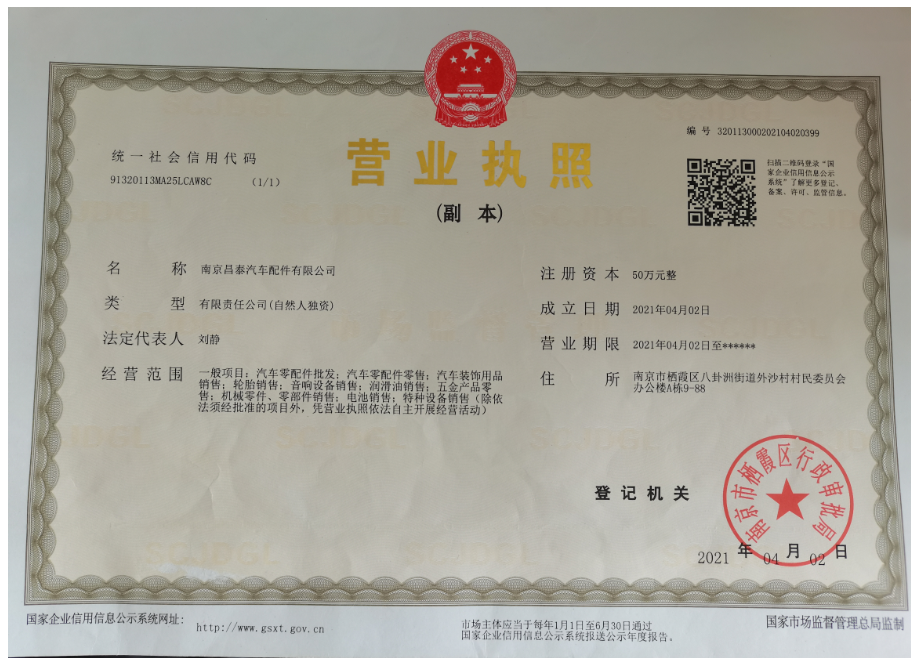 编 号 320113000202104020399
统一社会信用代码
91320113MA25LCAW8C (1/1)
营业执照
(副 本)
扫描二维码登录“国
家企业信用信息公示
系统”了解更多登记、
备案、许可、监管信息。
名 称 南京昌泰汽车配件有限公司
类 型 有限责任公司(自然人独资)
法定代表人 刘静
经营范围 一般项目：汽车零配件批发；汽车零配件零售；汽车装饰用品
销售；轮胎销售；音响设备销售；润滑油销售；五金产品零
售；机械零件、零部件销售；电池销售；特种设备销售（除依
法须经批准的项目外，凭营业执照依法自主开展经营活动）
注册资本 50万元整
成立日期 2021年04月02日
营业期限 2021年04月02日至******
住 所 南京市栖霞区八卦洲街道外沙村村民委员会
办公楼A栋9-88
登记机关
南京市栖霞区行政审批局
2021 年 04 月 02 日
国家企业信用信息公示系统网址: http://www.gsxt.gov.cn
市场主体应当于每年1月1日至6月30日通过
国家企业信用信息公示系统报送公示年度报告。
国家市场监督管理总局监制